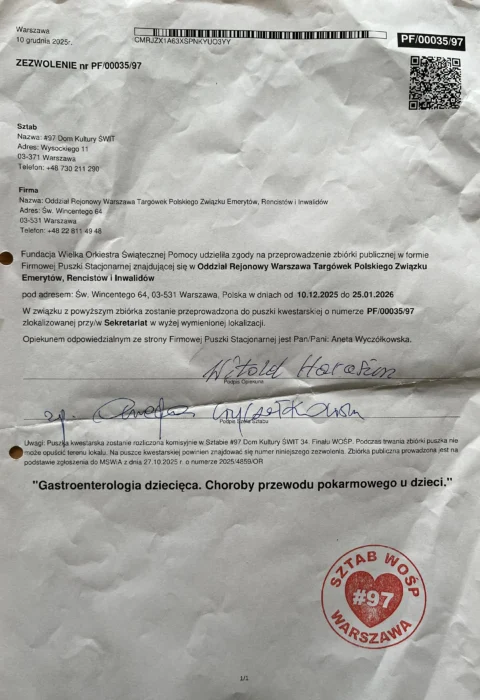 Warszawa
10 grudnia 2025r.
CMRJZX1A63XSPNKYUO3YY
PF/00035/97
ZEZWOLENIE nr PF/00035/97
Sztab
Nazwa: #97 Dom Kultury ŚWIT
Adres: Wysockiego 11
03-371 Warszawa
Telefon: +48 730 211 290
Firma
Nazwa: Oddział Rejonowy Warszawa Targówek Polskiego Związku Emerytów, Rencistów i Inwalidów
Adres: Św. Wincentego 64
03-531 Warszawa
Telefon: +48 22 811 49 48
Fundacja Wielka Orkiestra Świątecznej Pomocy udzieliła zgody na przeprowadzenie zbiórki publicznej w formie
Firmowej Puszki Stacjonarnej znajdującej się w Oddział Rejonowy Warszawa Targówek Polskiego Związku
Emerytów, Rencistów i Inwalidów
pod adresem: Św. Wincentego 64, 03-531 Warszawa, Polska w dniach od 10.12.2025 do 25.01.2026
W związku z powyższym zbiórka zostanie przeprowadzona do puszki kwestarskiej o numerze PF/00035/97
zlokalizowanej przy/w Sekretariat w wyżej wymienionej lokalizacji.
Opiekunem odpowiedzialnym ze strony Firmowej Puszki Stacjonarnej jest Pan/Pani: Aneta Wyczółkowska.
Witold Harasim
Podpis Opiekuna
Podpis Szefa Sztabu
Uwagi: Puszka kwestarska zostanie rozliczona komisyjnie w Sztabie #97 Dom Kultury ŚWIT 34. Finału WOŚP. Podczas trwania zbiórki puszka nie
może opuścić terenu lokalu. Na puszce kwestarskiej powinien znajdować się numer niniejszego zezwolenia. Zbiórka publiczna prowadzona jest na
podstawie zgłoszenia do MSWiA z dnia 27.10.2025 r. o numerze 2025/4859/OR
"Gastroenterologia dziecięca. Choroby przewodu pokarmowego u dzieci."
SZTAB WOŚP
#97
WARSZAWA
1/1